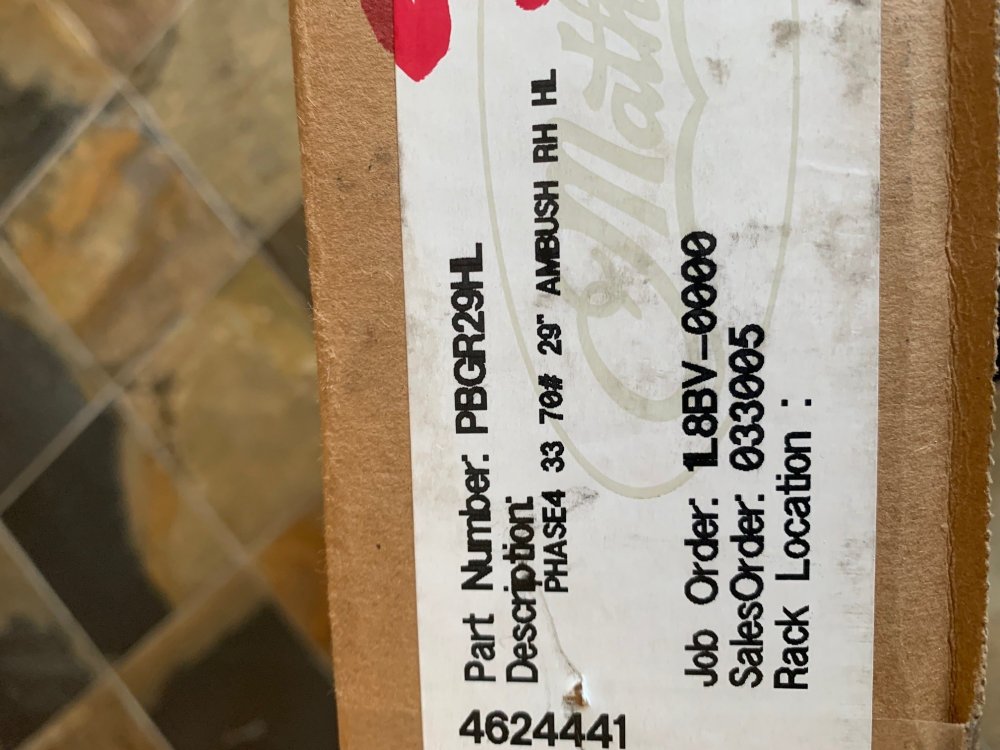 Math
Part Number: PBGR29HL
Description:
PHASE4 33 70# 29" AMBUSH RH HL
Job Order: 1L8BV-0000
SalesOrder: 033005
Rack Location :
4624441